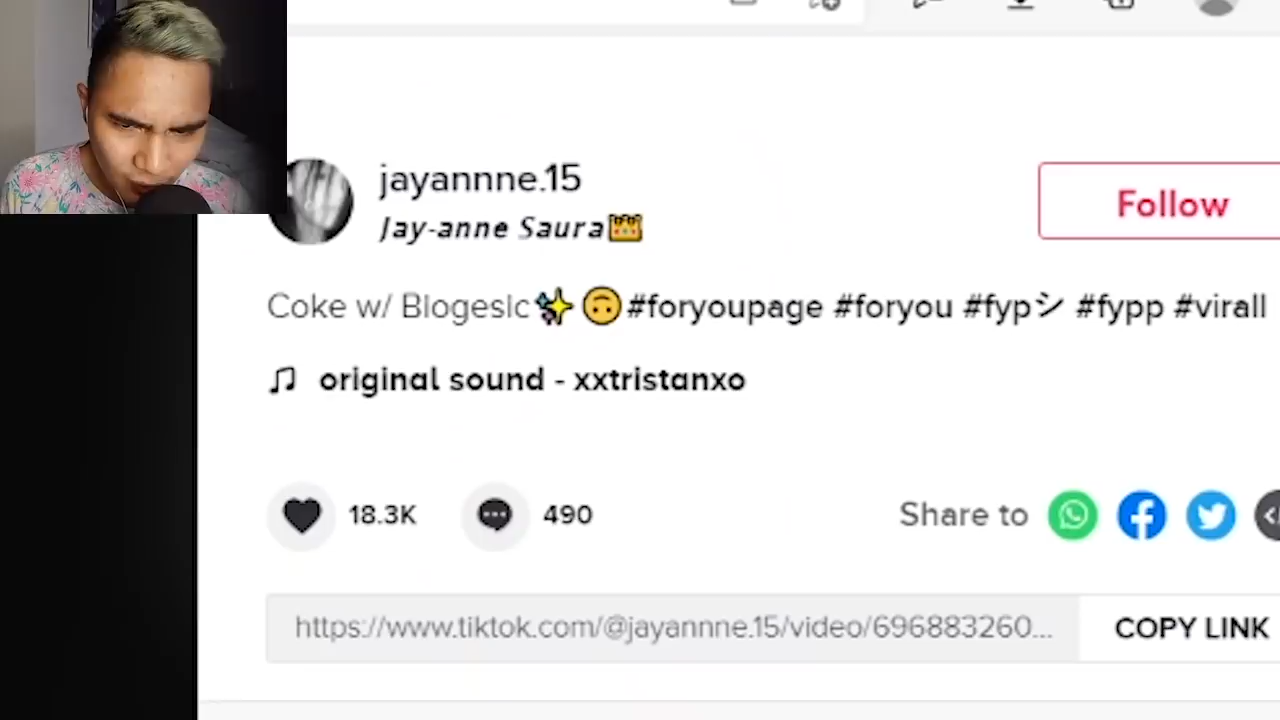 jayannne.15
Jay-anne Saura
Follow
Coke w/ Blogesic #foryoupage #foryou #fypシ #fypp #virall
original sound - xxtristanxo
18.3K
490
Share to
https://www.tiktok.com/@jayannne.15/video/696883260...
COPY LINK